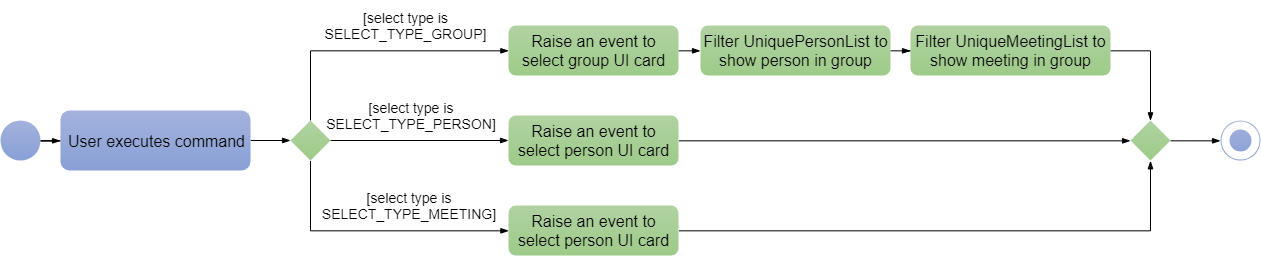 [select type is
SELECT_TYPE_GROUP]
Raise an event to
select group UI card
Filter UniquePersonList to
show person in group
Filter UniqueMeetingList to
show meeting in group
User executes command
[select type is
SELECT_TYPE_PERSON]
Raise an event to
select person UI card
[select type is
SELECT_TYPE_MEETING]
Raise an event to
select person UI card